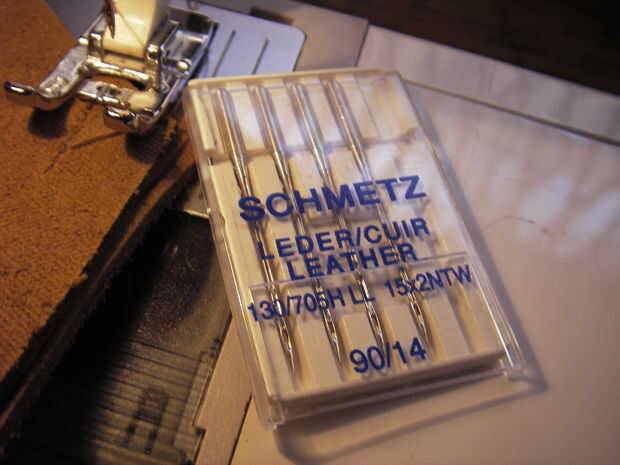 SCHMETZ
LEDER/CUIR
LEATHER
130/705H LL 15x2NTW
90/14